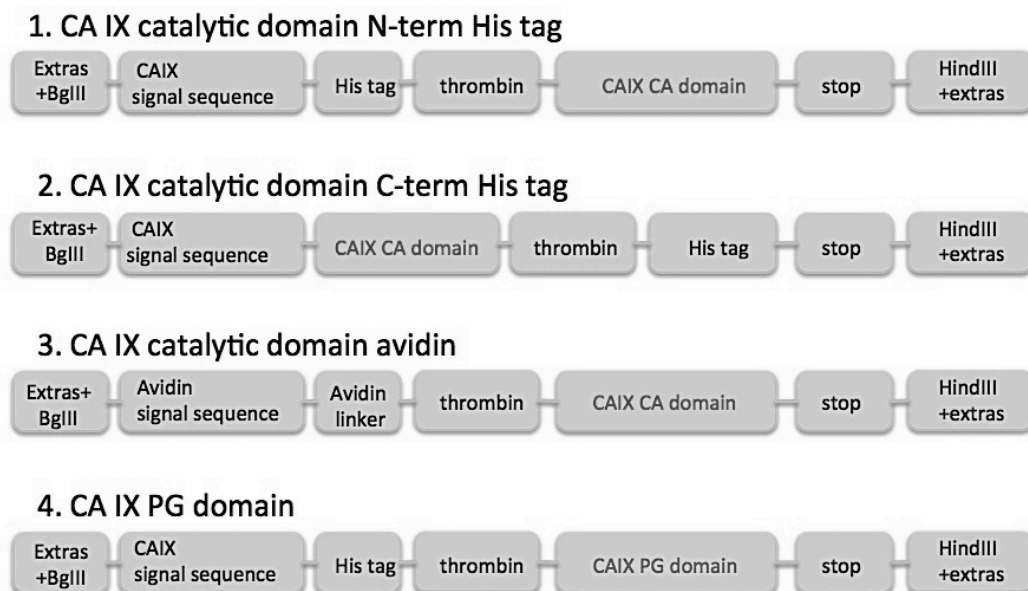 1. CA IX catalytic domain N-term His tag
Extras
+BglII
CAIX
signal sequence
His tag
thrombin
CAIX CA domain
stop
HindIII
+extras
2. CA IX catalytic domain C-term His tag
Extras+
BglII
CAIX
signal sequence
CAIX CA domain
thrombin
His tag
stop
HindIII
+extras
3. CA IX catalytic domain avidin
Extras+
BglII
Avidin
signal sequence
Avidin
linker
thrombin
CAIX CA domain
stop
HindIII
+extras
4. CA IX PG domain
Extras
+BglII
CAIX
signal sequence
His tag
thrombin
CAIX PG domain
stop
HindIII
+extras